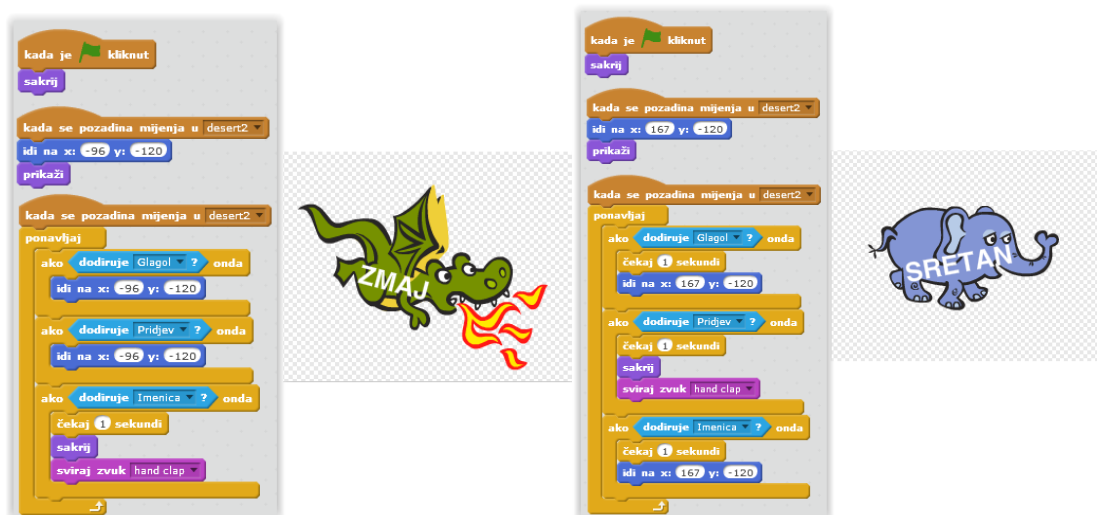 kada je kliknut
sakrij
kada se pozadina mijenja u desert2
idi na x: -96 y: -120
prikaži
kada se pozadina mijenja u desert2
ponavljaj
ako dodiruje Glagol ? onda
idi na x: -96 y: -120
ako dodiruje Pridjev ? onda
idi na x: -96 y: -120
ako dodiruje Imenica ? onda
čekaj 1 sekundi
sakrij
sviraj zvuk hand clap
ZMAJ
kada je kliknut
sakrij
kada se pozadina mijenja u desert2
idi na x: 167 y: -120
prikaži
kada se pozadina mijenja u desert2
ponavljaj
ako dodiruje Glagol ? onda
čekaj 1 sekundi
idi na x: 167 y: -120
ako dodiruje Pridjev ? onda
čekaj 1 sekundi
sakrij
sviraj zvuk hand clap
ako dodiruje Imenica ? onda
čekaj 1 sekundi
idi na x: 167 y: -120
SRETAN